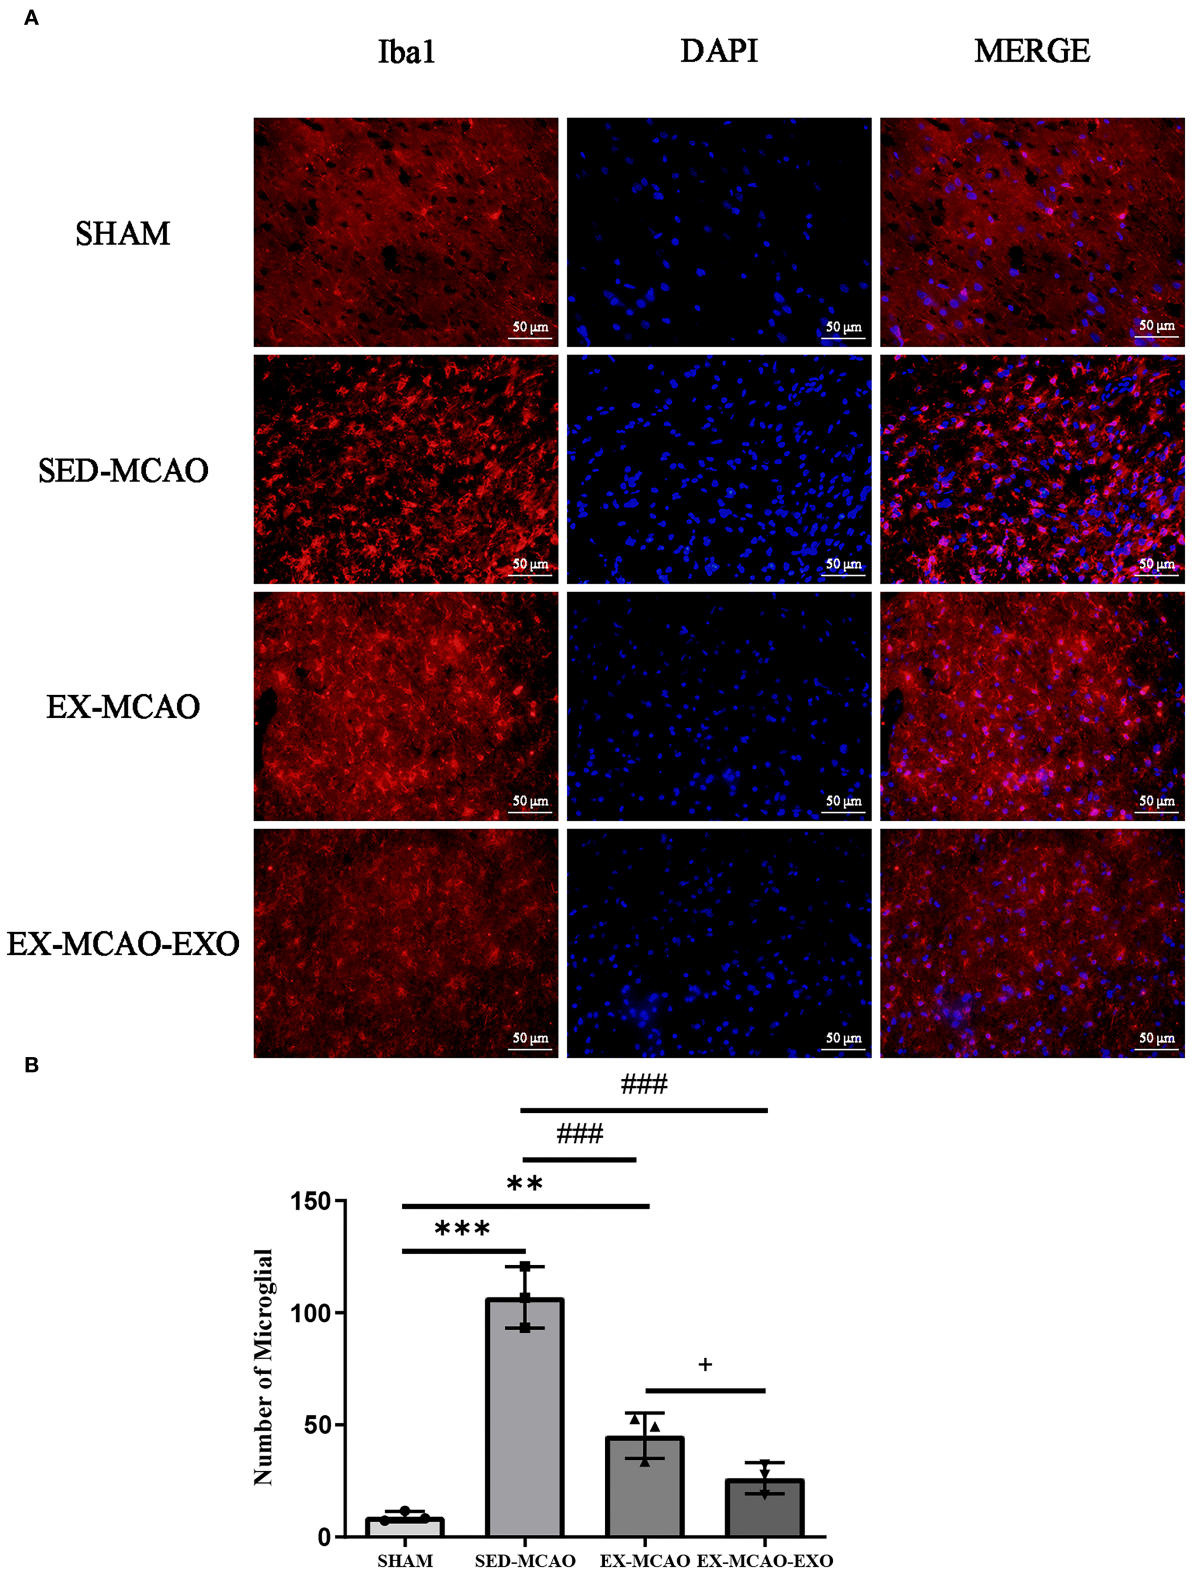 A
Iba1 DAPI MERGE
SHAM
50 µm 50 µm 50 µm
SED-MCAO
50 µm 50 µm 50 µm
EX-MCAO
50 µm 50 µm 50 µm
EX-MCAO-EXO
50 µm 50 µm 50 µm
B
###
###
**
***
+
Number of Microglial
150
100
50
0
SHAM SED-MCAO EX-MCAO EX-MCAO-EXO